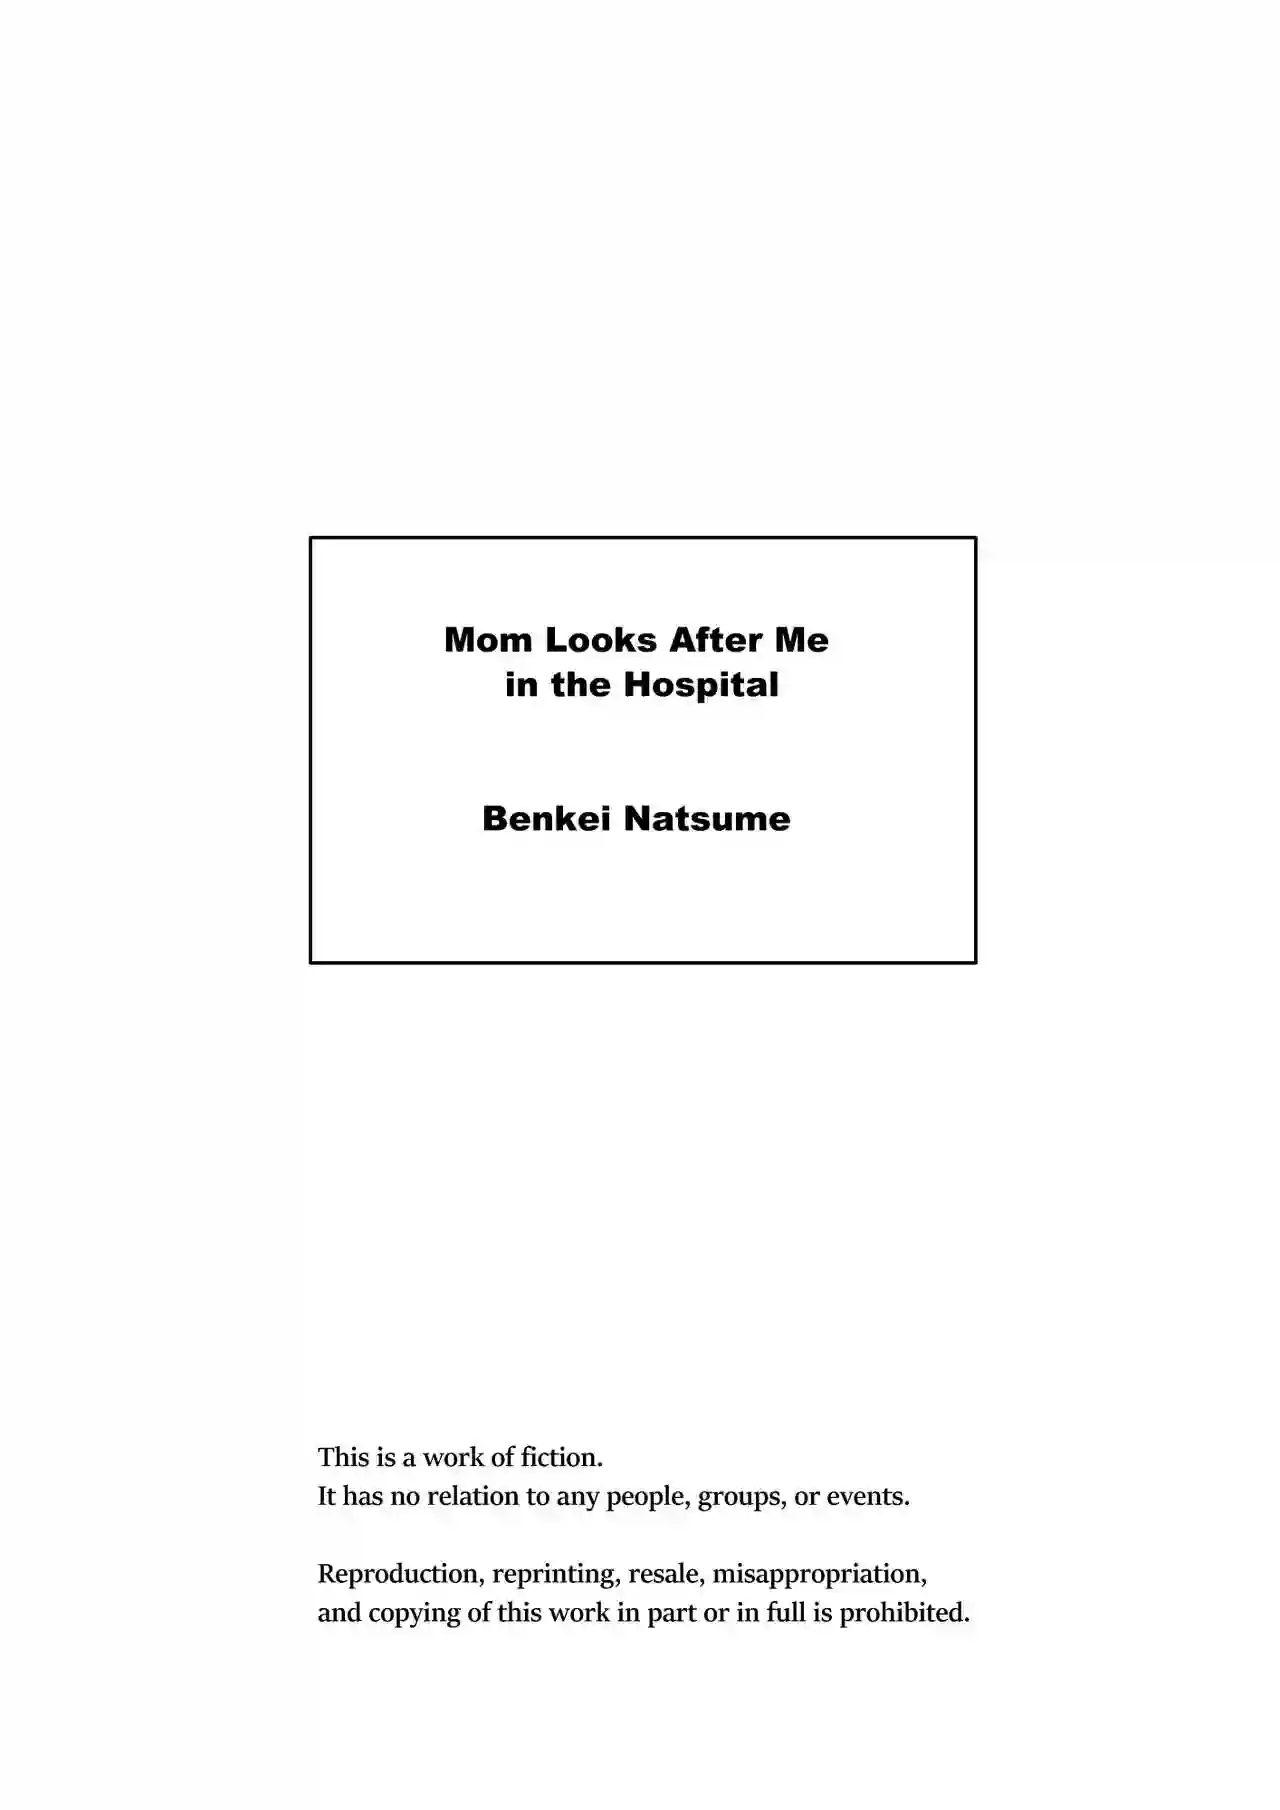 Mom Looks After Me
in the Hospital
Benkei Natsume
This is a work of fiction.
It has no relation to any people, groups, or events.
Reproduction, reprinting, resale, misappropriation,
and copying of this work in part or in full is prohibited.